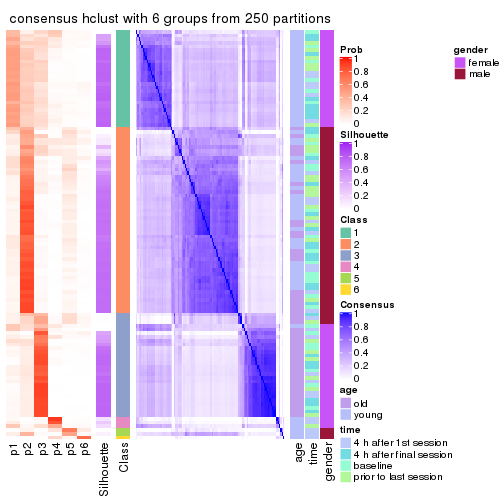 consensus hclust with 6 groups from 250 partitions
Prob
1
0.8
0.6
0.4
0.2
0
gender
female
male
Silhouette
1
0.8
0.6
0.4
0.2
0
Class
1
2
3
4
5
6
Consensus
1
0.8
0.6
0.4
0.2
0
age
old
young
time
4 h after 1st session
4 h after final session
baseline
prior to last session
p1
p2
p3
p4
p5
p6
Silhouette
Class
age
time
gender